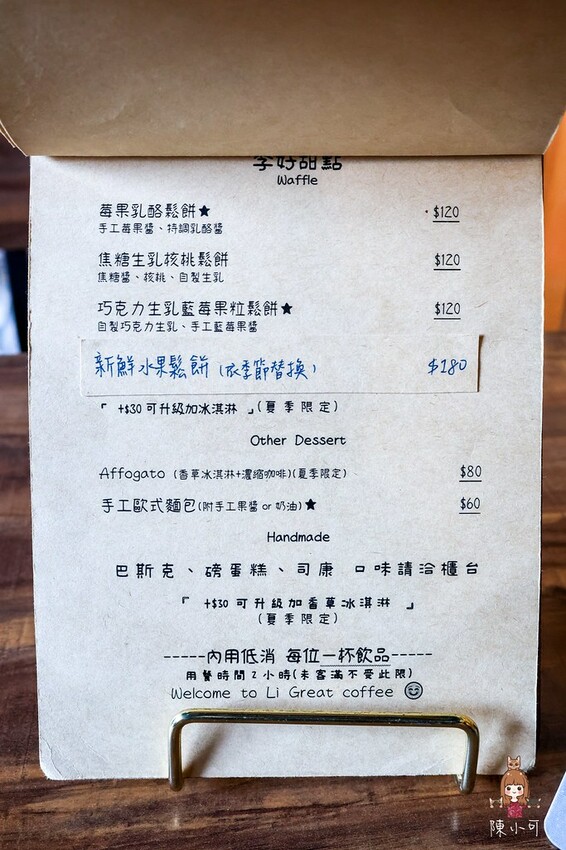 李好甜點
Waffle
莓果乳酪鬆餅★ $120
手工莓果醬、特調乳酪醬
焦糖生乳核桃鬆餅 $120
焦糖醬、核桃、自製生乳
巧克力生乳藍莓果粒鬆餅★ $120
自製巧克力生乳、手工藍莓果醬
新鮮水果鬆餅(依季節替換) $180
「 +$30可升級加冰淇淋 」(夏季限定)
Other Dessert
Affogato (香草冰淇淋+濃縮咖啡)(夏季限定) $80
手工歐式麵包(附手工果醬 or 奶油)★ $60
Handmade
巴斯克、磅蛋糕、司康 口味請洽櫃台
「 +$30可升級加香草冰淇淋 」
(夏季限定)
-----內用低消 每位一杯飲品-----
用餐時間2小時(未客滿不受此限)
Welcome to Li Great coffee ☺
陳小可